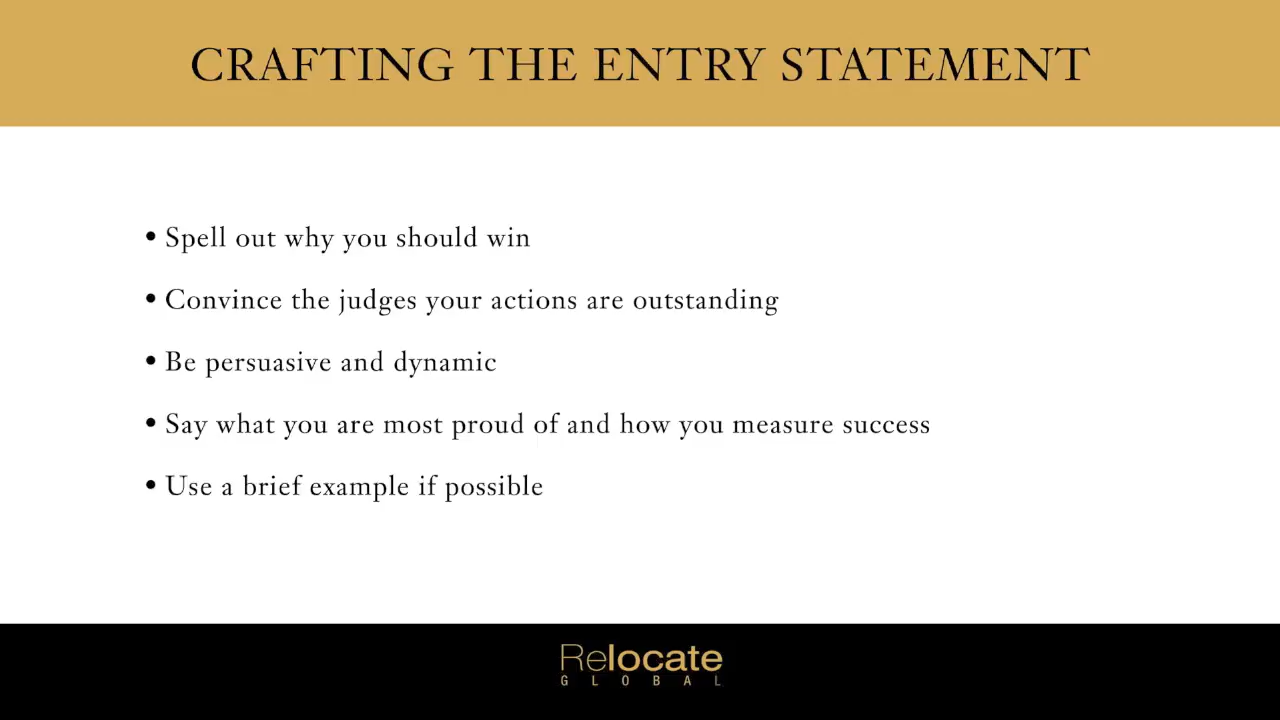 CRAFTING THE ENTRY STATEMENT
• Spell out why you should win
• Convince the judges your actions are outstanding
• Be persuasive and dynamic
• Say what you are most proud of and how you measure success
• Use a brief example if possible
Relocate
GLOBAL